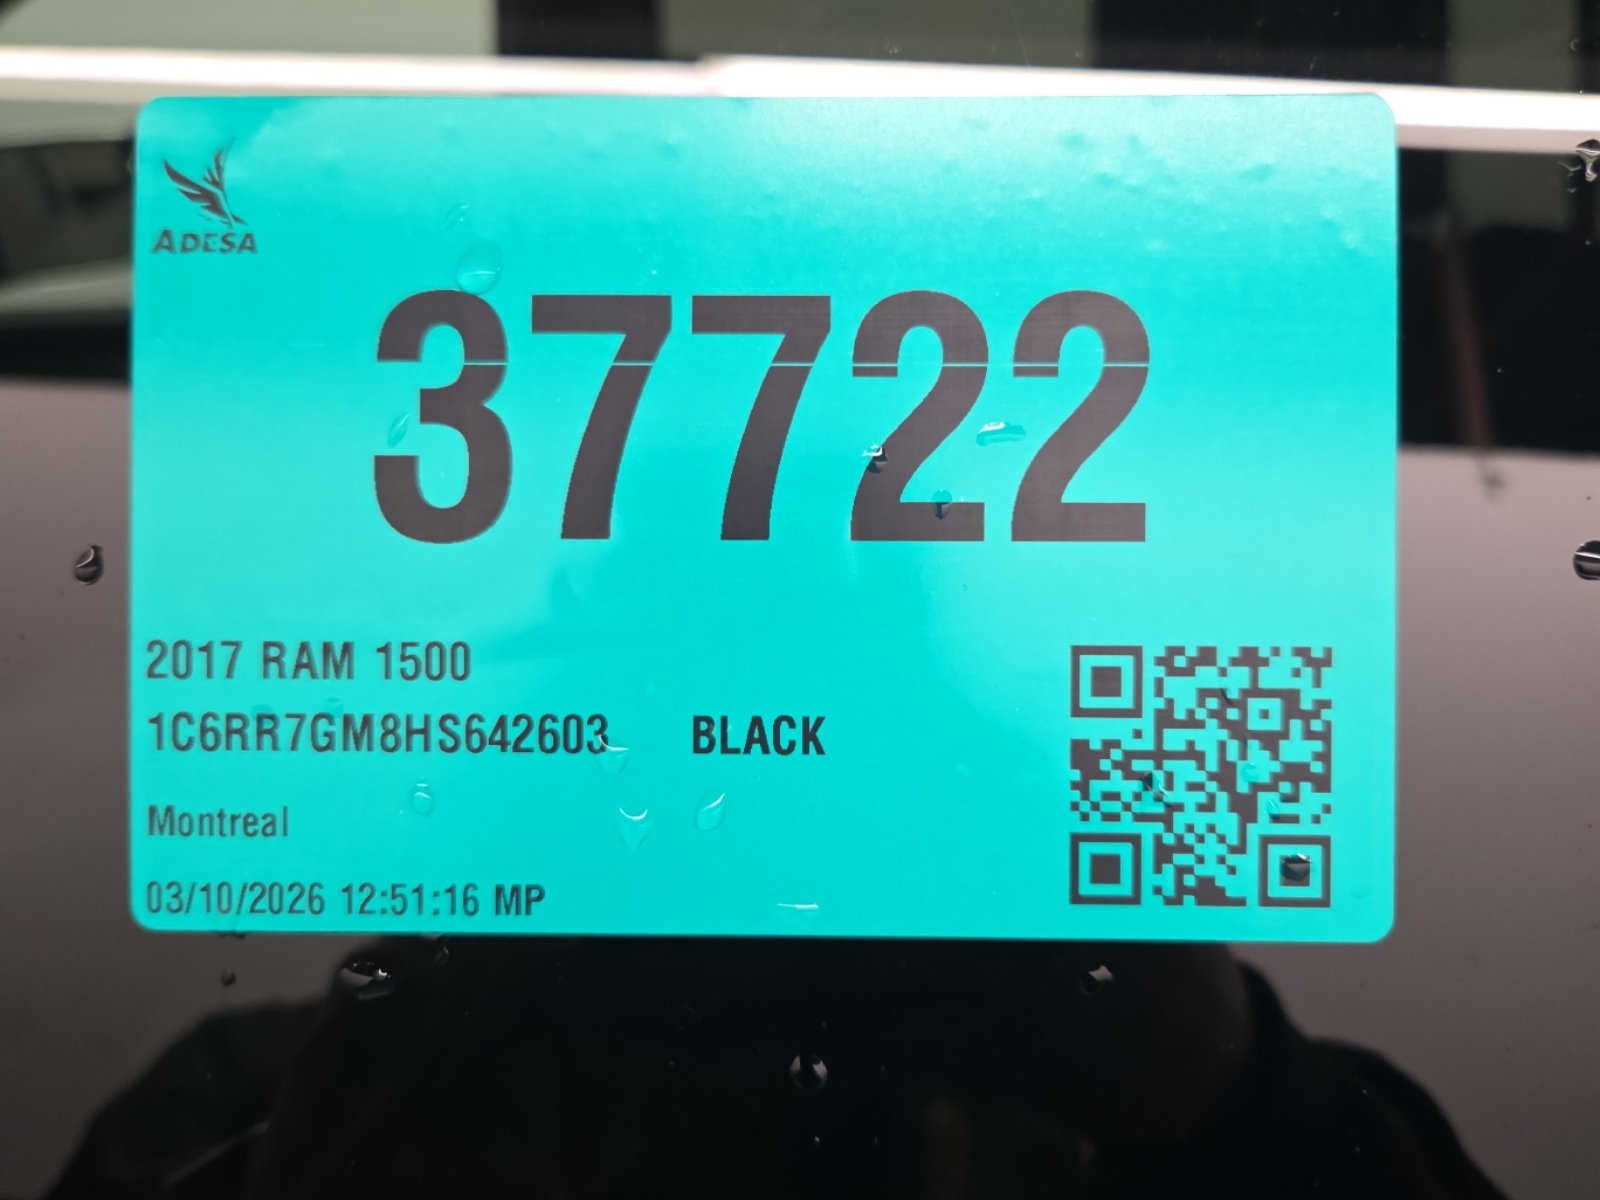 ADESA
37722
2017 RAM 1500
1C6RR7GM8HS642603 BLACK
Montreal
03/10/2026 12:51:16 MP